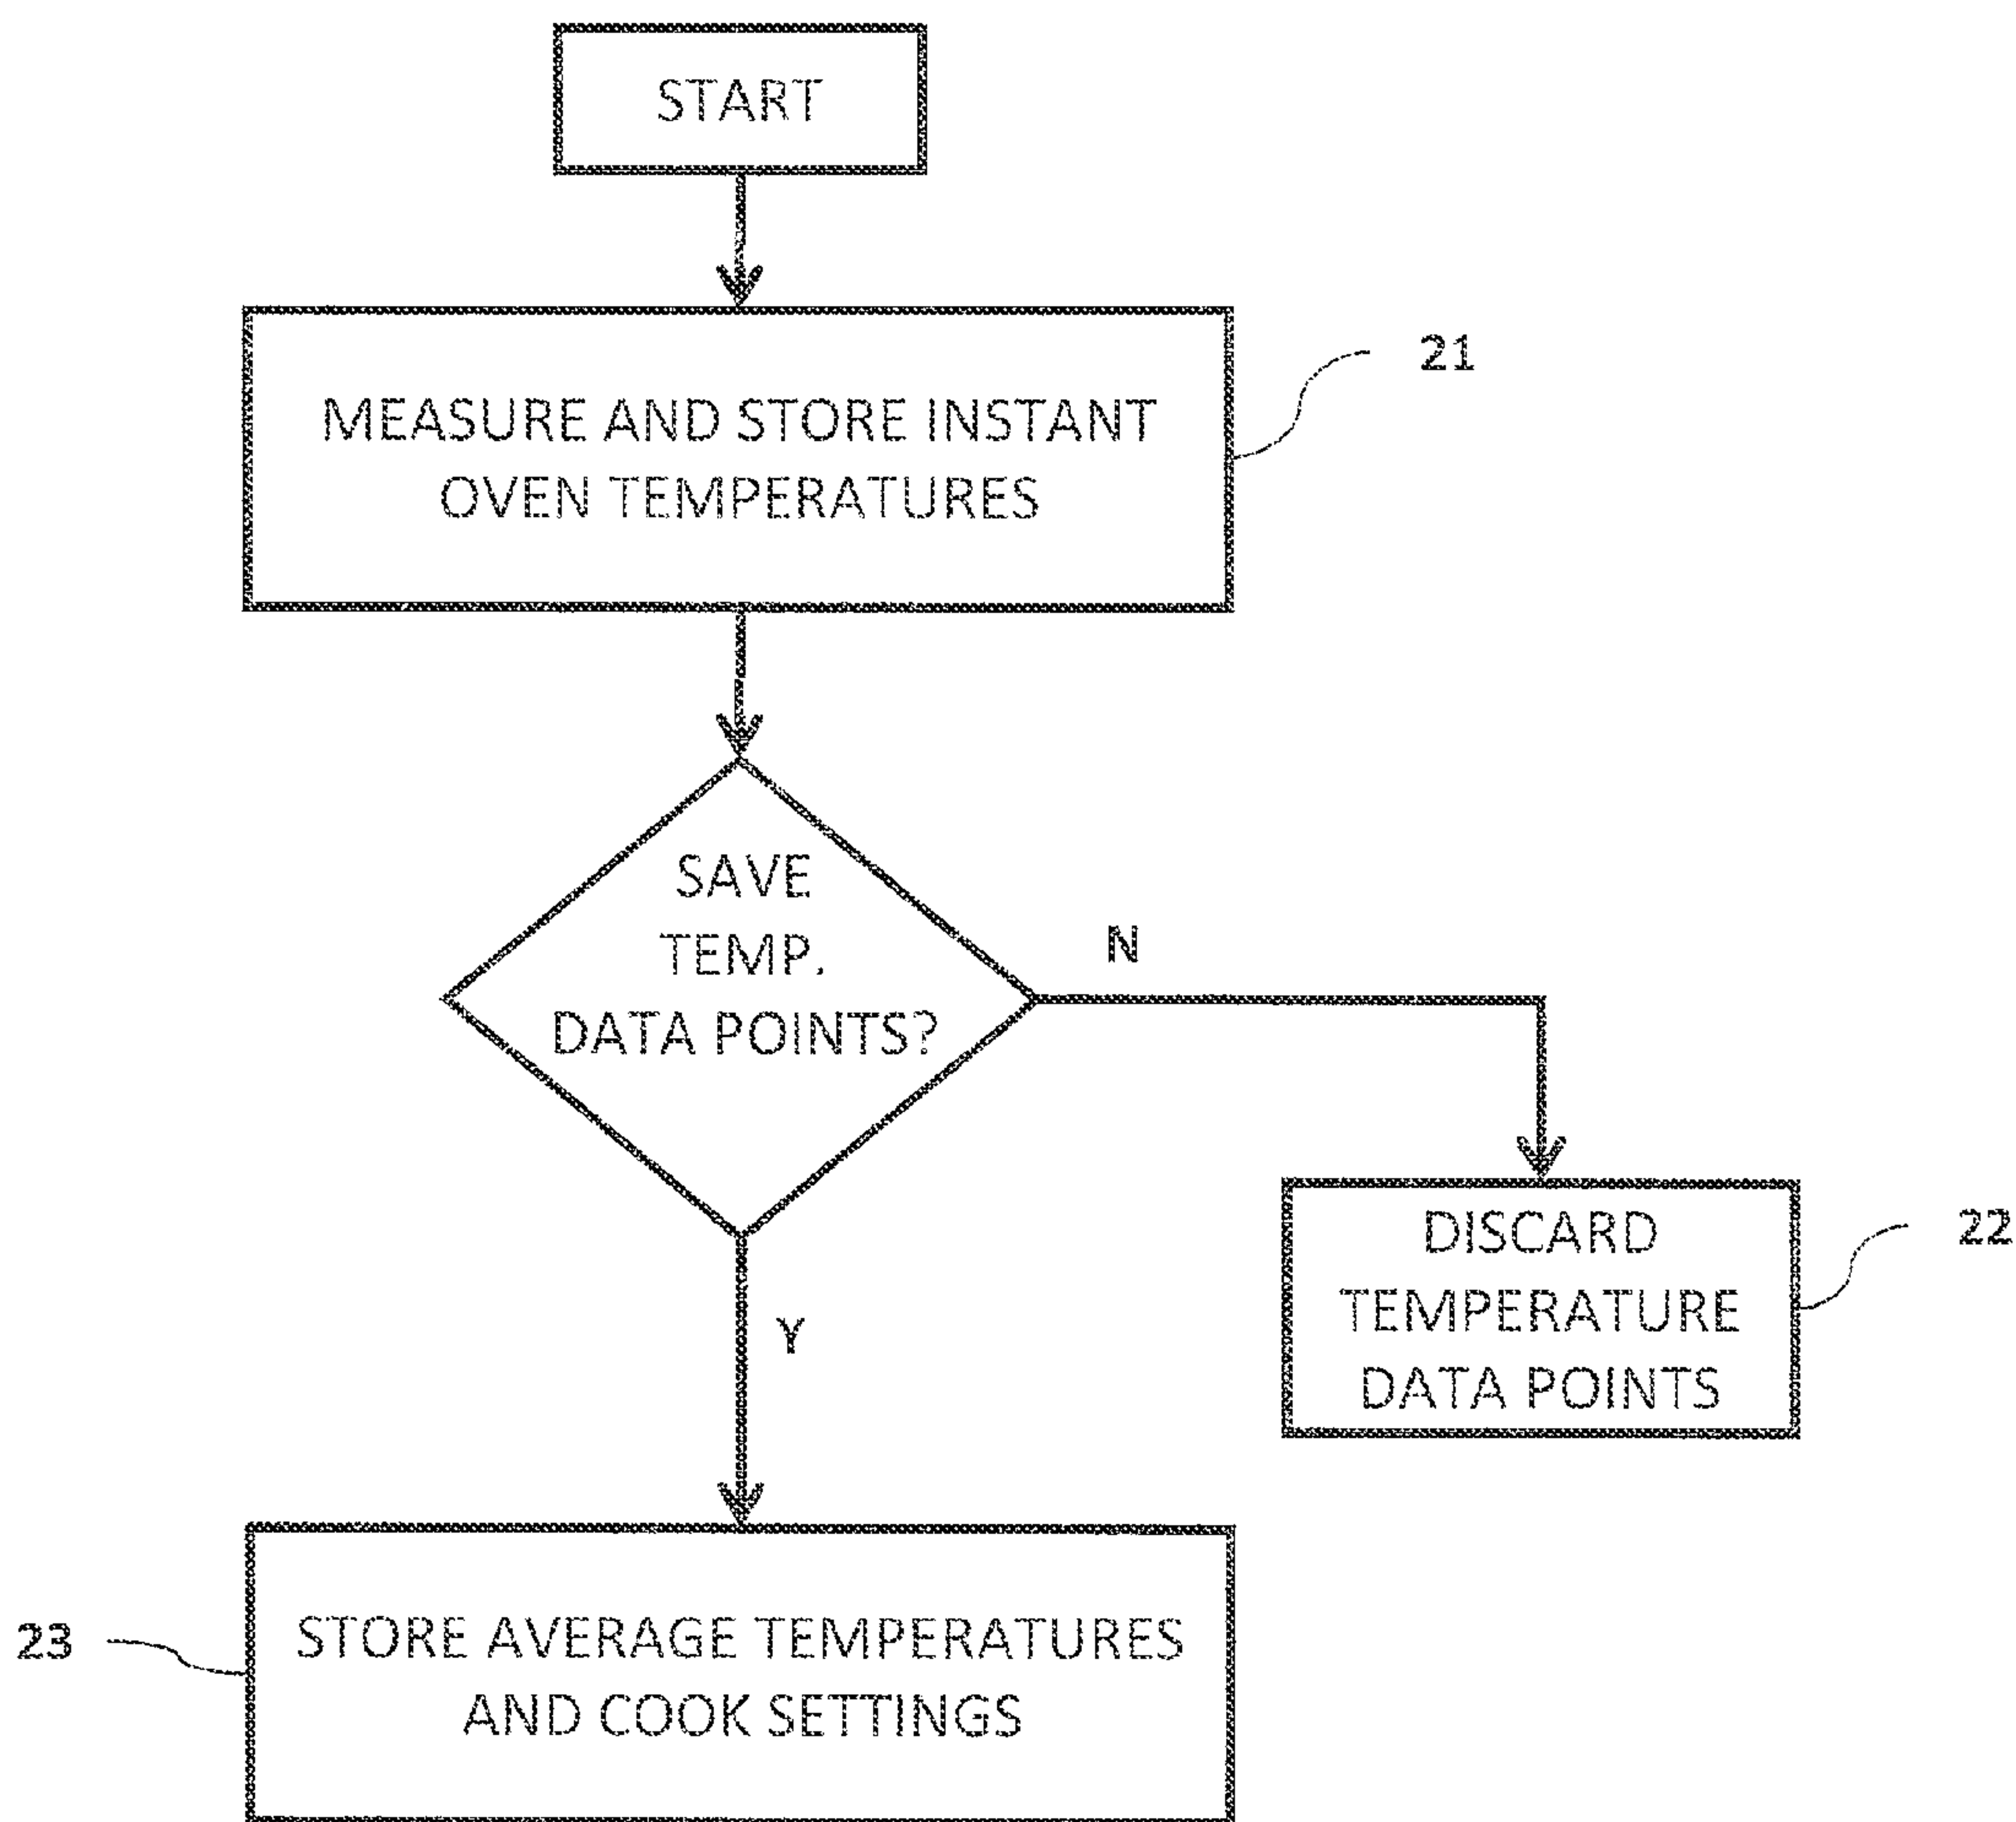 START
MEASURE AND STORE INSTANT
OVEN TEMPERATURES
21
SAVE
TEMP.
DATA POINTS?
N
Y
DISCARD
TEMPERATURE
DATA POINTS
22
23
STORE AVERAGE TEMPERATURES
AND COOK SETTINGS